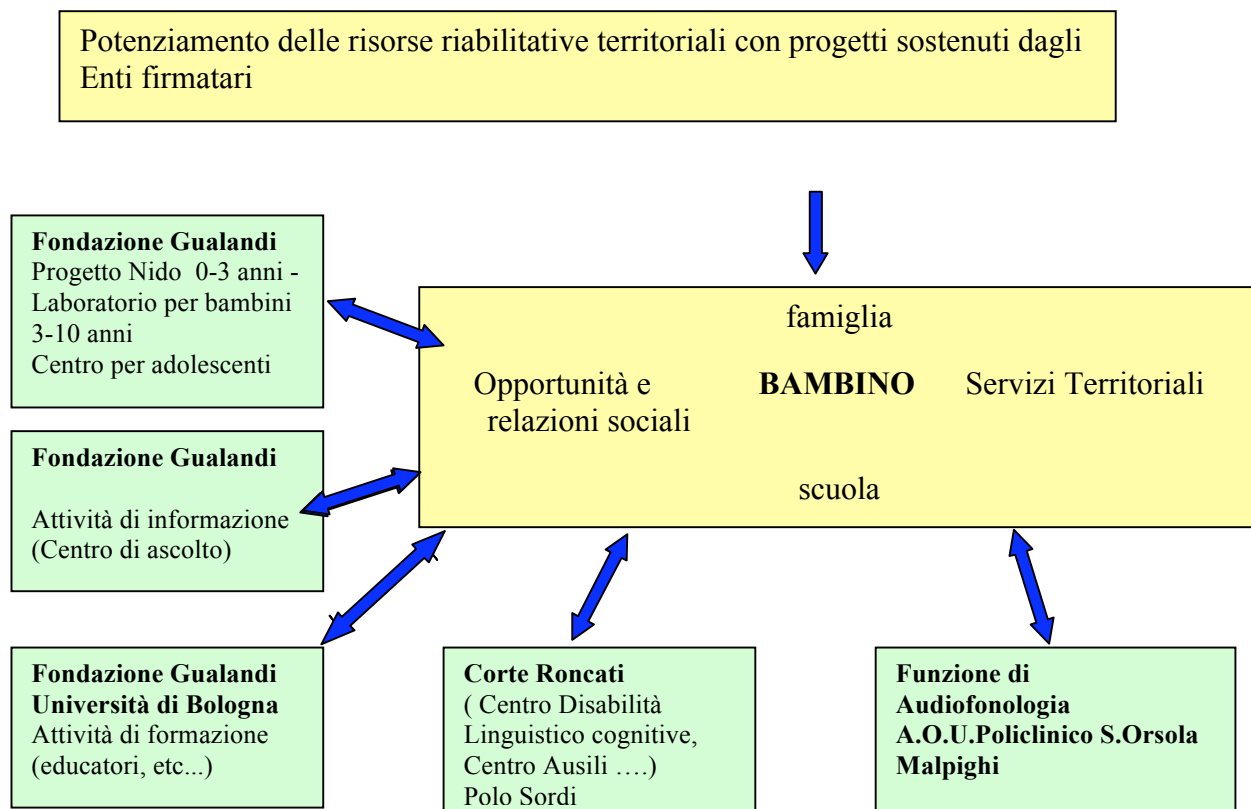 Potenziamento delle risorse riabilitative territoriali con progetti sostenuti dagli
Enti firmatari
Fondazione Gualandi
Progetto Nido 0-3 anni -
Laboratorio per bambini
3-10 anni
Centro per adolescenti
famiglia
Opportunità e
relazioni sociali
BAMBINO
Servizi Territoriali
scuola
Fondazione Gualandi
Attività di informazione
(Centro di ascolto)
Fondazione Gualandi
Università di Bologna
Attività di formazione
(educatori, etc...)
Corte Roncati
( Centro Disabilità
Linguistico cognitive,
Centro Ausili ….)
Polo Sordi
Funzione di
Audiofonologia
A.O.U.Policlinico S.Orsola
Malpighi